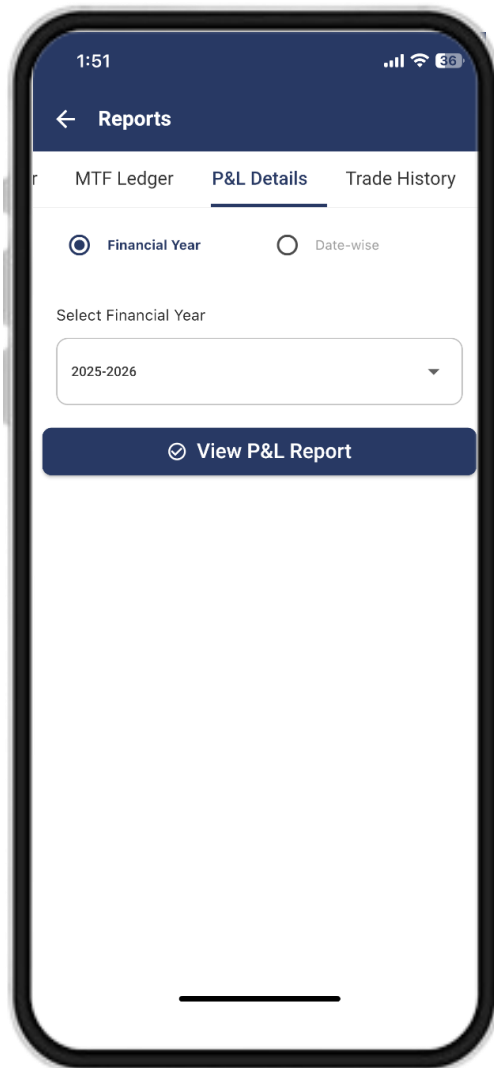 1:51 36
Reports
r MTF Ledger P&L Details Trade History
Financial Year Date-wise
Select Financial Year
2025-2026
View P&L Report